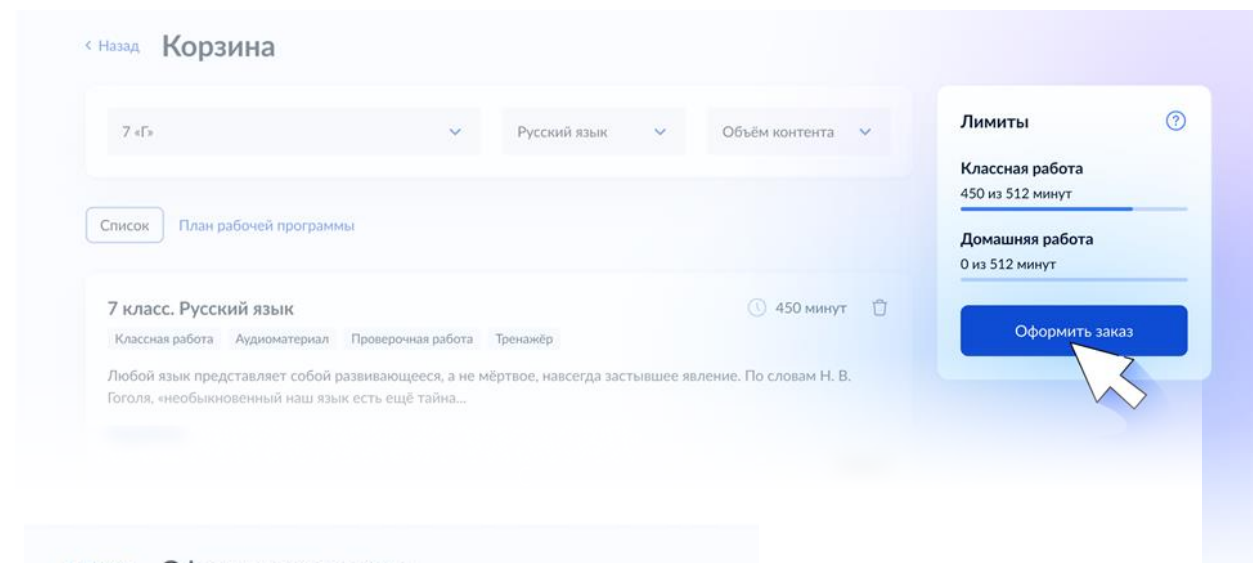 Назад Корзина
7 «Г» Русский язык Объём контента
Список План рабочей программы
7 класс. Русский язык 450 минут
Классная работа Аудиоматериал Проверочная работа Тренажёр
Любой язык представляет собой развивающееся, а не мёртвое, навсегда застывшее явление. По словам Н. В.
Гоголя, «необыкновенный наш язык есть ещё тайна...
Лимиты ?
Классная работа
450 из 512 минут
Домашняя работа
0 из 512 минут
Оформить заказ